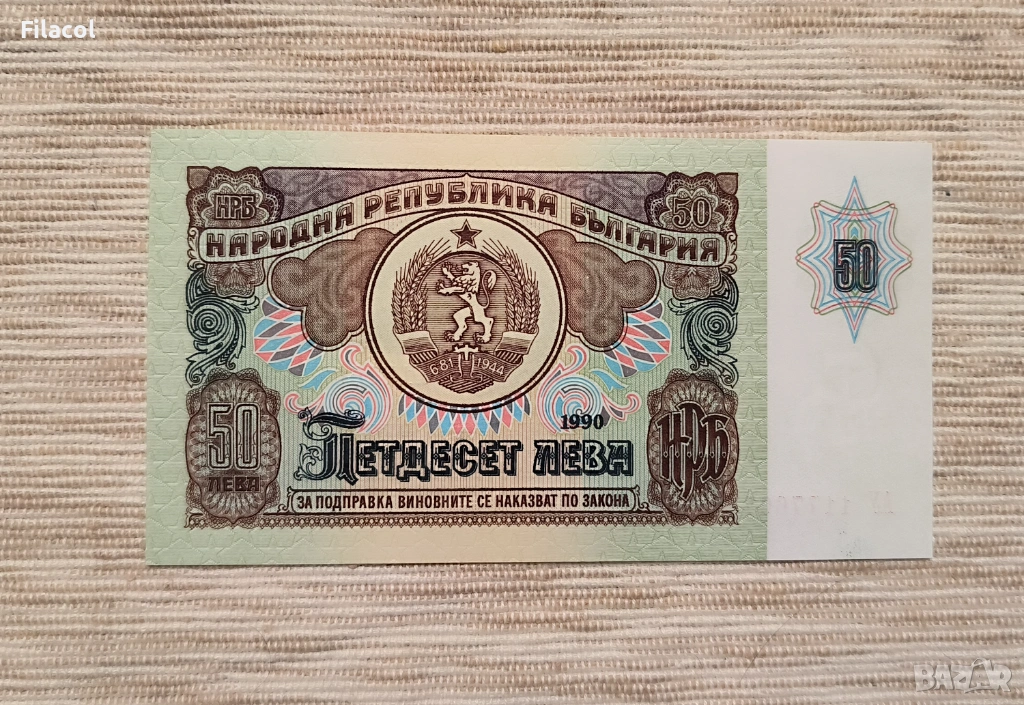 Filacol
НРБ
50
НАРОДНА РЕПУБЛИКА БЪЛГАРИЯ
50
681 1944
1990
50
ЛЕВА
ПЕТДЕСЕТ ЛЕВА
НРБ
ЗА ПОДПРАВКА ВИНОВНИТЕ СЕ НАКАЗВАТ ПО ЗАКОНА
BAZAR